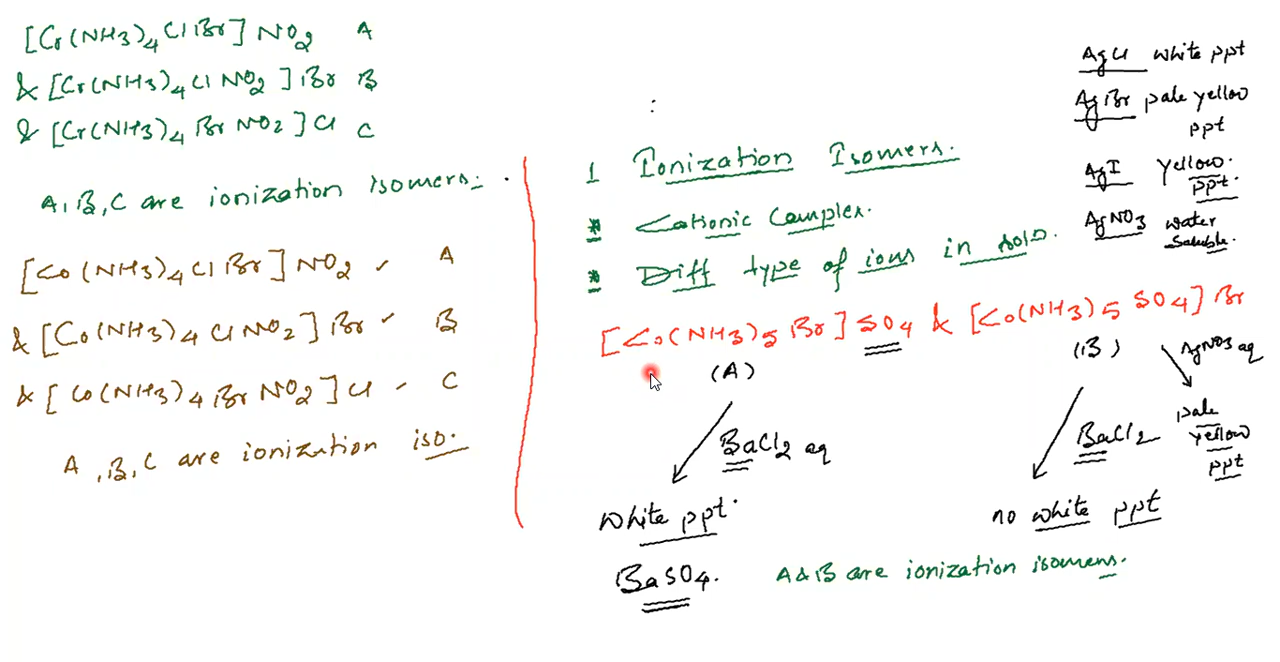 [Cr(NH3)4 Cl Br] NO2 A
& [Cr(NH3)4 Cl NO2] Br B
& [Cr(NH3)4 Br NO2] Cl C
A, B, C are ionization isomers.
[Co(NH3)4 Cl Br] NO2 ✓ A
& [Co(NH3)4 Cl NO2] Br ✓ B
& [Co(NH3)4 Br NO2] Cl ✓ C
A, B, C are ionization iso.
:
1 Ionization Isomers.
* Cationic Complex.
* Diff type of ions in soln.
AgCl white ppt
AgBr pale yellow
ppt
AgI Yellow.
ppt.
AgNO3 water
Soluble.
[Co(NH3)5 Br] SO4 & [Co(NH3)5 SO4] Br
(A)
(B)
AgNO3 aq
BaCl2 aq
BaCl2
pale
yellow
ppt
white ppt.
no white ppt
BaSO4.
A & B are ionization isomers.